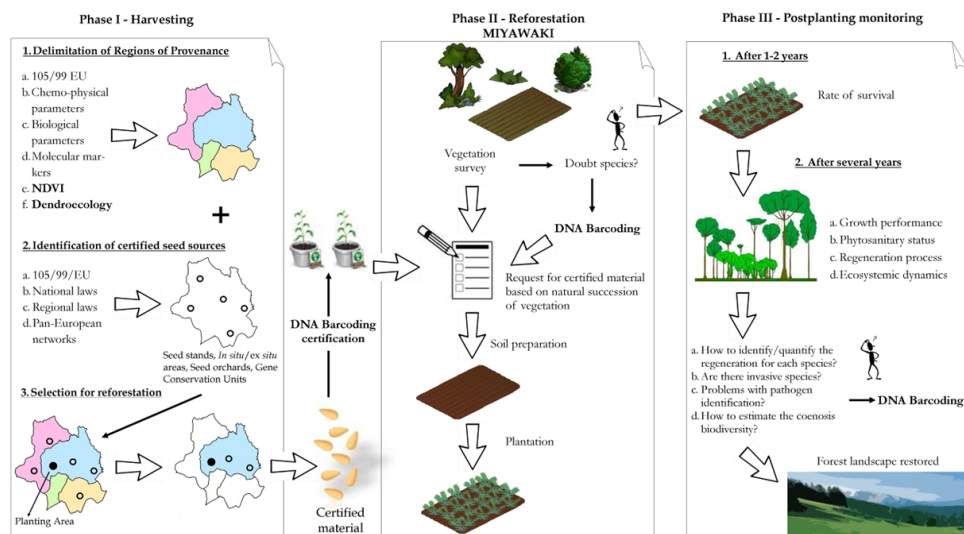 Phase I - Harvesting
1. Delimitation of Regions of Provenance
a. 105/99 EU
b. Chemo-physical
parameters
c. Biological
parameters
d. Molecular mar-
kers
e. NDVI
f. Dendroecology
+
2. Identification of certified seed sources
a. 105/99/EU
b. National laws
c. Regional laws
d. Pan-European
networks
Seed stands, In situ/ex situ
areas, Seed orchards, Gene
Conservation Units
3. Selection for reforestation
Planting Area
DNA Barcoding
certification
Certified
material
Phase II - Reforestation
MIYAWAKI
?
Vegetation
survey
Doubt species?
DNA Barcoding
Request for certified material
based on natural succession
of vegetation
Soil preparation
Plantation
Phase III - Postplanting monitoring
1. After 1-2 years
Rate of survival
2. After several years
a. Growth performance
b. Phytosanitary status
c. Regeneration process
d. Ecosystemic dynamics
a. How to identify/quantify the
regeneration for each species?
b. Are there invasive species?
c. Problems with pathogen
identification?
d. How to estimate the coenosis
biodiversity?
?
DNA Barcoding
Forest landscape restored